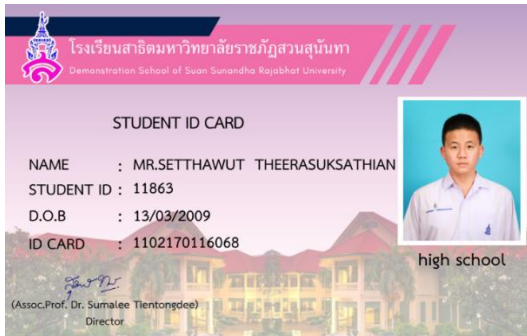 โรงเรียนสาธิตมหาวิทยาลัยราชภัฏสวนสุนันทา
Demonstration School of Suan Sunandha Rajabhat University
STUDENT ID CARD
NAME : MR.SETTHAWUT THEERASUKSATHIAN
STUDENT ID : 11863
D.O.B : 13/03/2009
ID CARD : 1102170116068
high school
(Assoc.Prof. Dr. Sumalee Tientongdee)
Director